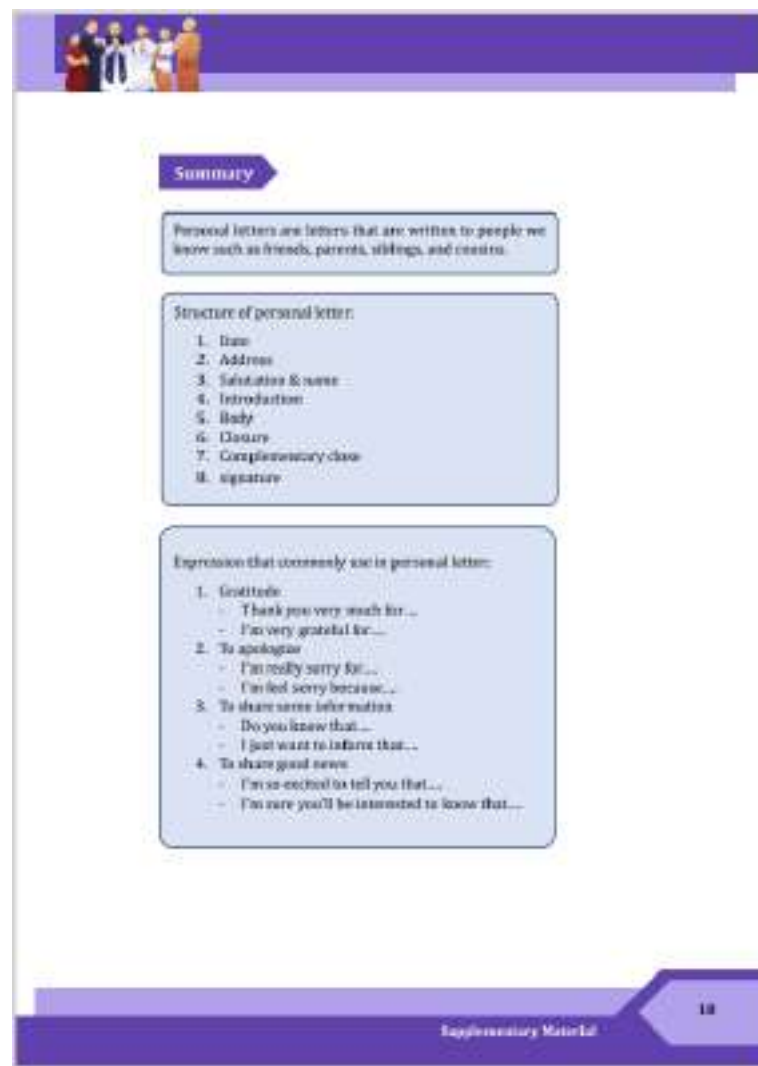 Summary
Personal letters are letters that are written to people we
know such as friends, parents, siblings, and cousins.
Structure of personal letter:
1. Date
2. Address
3. Salutation & name
4. Introduction
5. Body
6. Closure
7. Complementary close
8. signature
Expression that commonly use in personal letter:
1. Gratitude
- Thank you very much for....
- I'm very grateful for....
2. To apologize
- I'm really sorry for....
- I'm feel sorry because....
3. To share some information
- Do you know that....
- I just want to inform that....
4. To share good news
- I'm so excited to tell you that....
- I'm sure you'll be interested to know that....
Supplementary Material